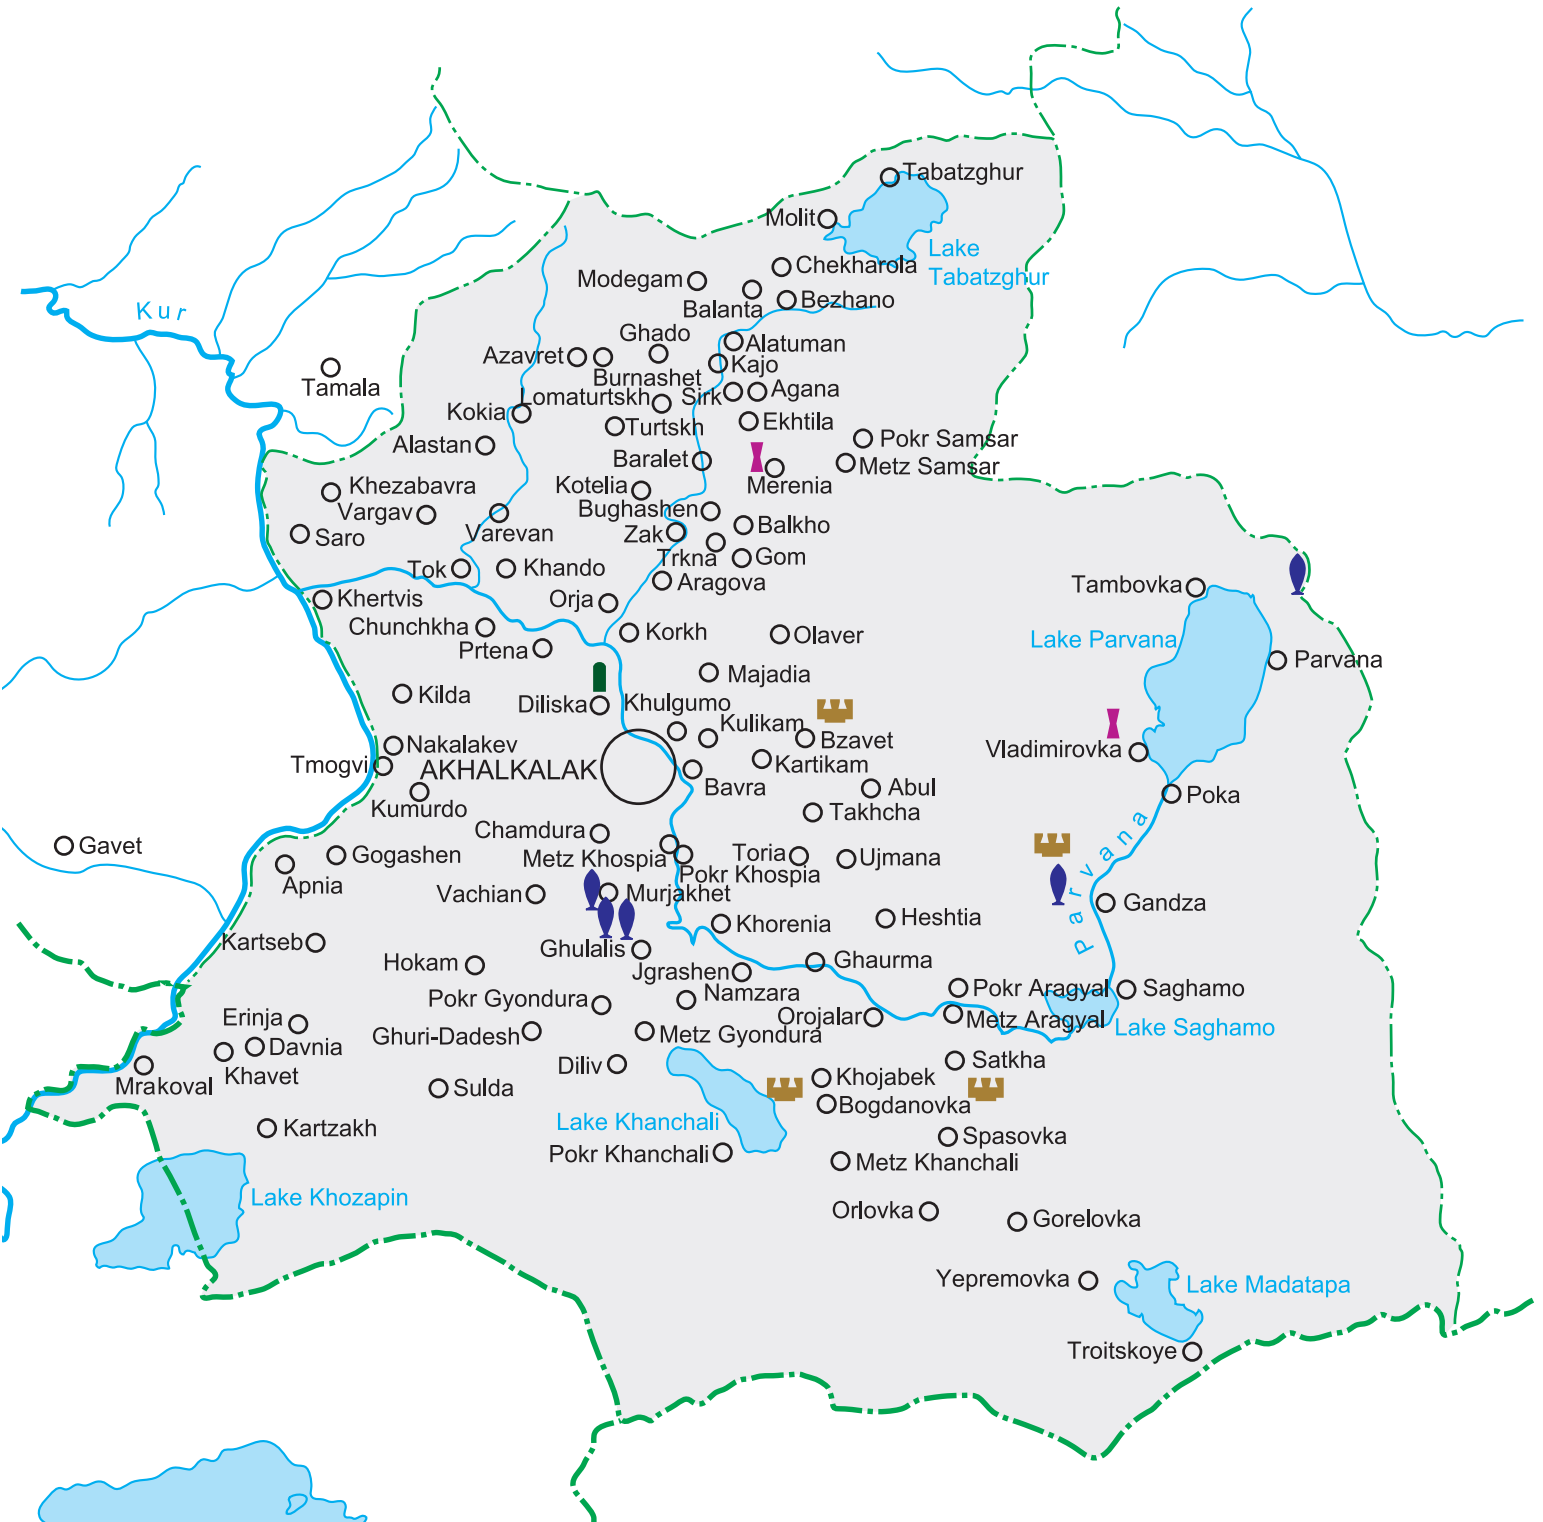 Tabatzghur
Molit
Lake
Tabatzghur
Chekharola
Modegam
Balanta
Bezhano
Kur
Ghado
Alatuman
Azavret
Burnashet
Kajo
Tamala
Lomaturtskh
Sirk
Agana
Kokia
Turtskh
Ekhtila
Alastan
Pokr Samsar
Baralet
Metz Samsar
Merenia
Khezabavra
Kotelia
Vargav
Bughashen
Varevan
Balkho
Saro
Zak
Trkna
Gom
Tok
Khando
Aragova
Tambovka
Khertvis
Orja
Chunchkha
Korkh
Olaver
Lake Parvana
Prtena
Parvana
Majadia
Kilda
Diliska
Khulgumo
Kulikam
Bzavet
Nakalakev
Vladimirovka
Tmogvi
AKHALKALAK
Kartikam
Bavra
Abul
Poka
Kumurdo
Takhcha
Chamdura
Parvana
Gavet
Gogashen
Metz Khospia
Toria
Ujmana
Pokr Khospia
Apnia
Vachian
Murjakhet
Gandza
Khorenia
Heshtia
Kartseb
Ghulalis
Hokam
Jgrashen
Ghaurma
Pokr Gyondura
Namzara
Pokr Aragyal
Saghamo
Erinja
Orojalar
Metz Aragyal
Lake Saghamo
Ghuri-Dadesh
Metz Gyondura
Davnia
Khavet
Diliv
Satkha
Mrakoval
Sulda
Khojabek
Bogdanovka
Lake Khanchali
Kartzakh
Spasovka
Pokr Khanchali
Metz Khanchali
Lake Khozapin
Orlovka
Gorelovka
Yepremovka
Lake Madatapa
Troitskoye